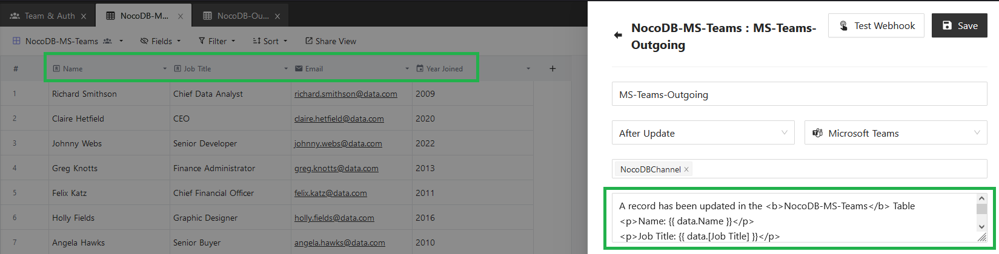 Team & Auth
NocoDB-M...
NocoDB-Ou...
NocoDB-MS-Teams
Fields
Filter
Sort
Share View
# Name Job Title Email Year Joined
1 Richard Smithson Chief Data Analyst richard.smithson@data.com 2009
2 Claire Hetfield CEO claire.hetfield@data.com 2020
3 Johnny Webs Senior Developer johnny.webs@data.com 2022
4 Greg Knotts Finance Administrator greg.knotts@data.com 2013
5 Felix Katz Chief Financial Officer felix.katz@data.com 2011
6 Holly Fields Graphic Designer holly.fields@data.com 2016
7 Angela Hawks Senior Buyer angela.hawks@data.com 2010
NocoDB-MS-Teams : MS-Teams-
Outgoing
Test Webhook
Save
MS-Teams-Outgoing
After Update
Microsoft Teams
NocoDBChannel
A record has been updated in the <b>NocoDB-MS-Teams</b> Table
<p>Name: {{ data.Name }}</p>
<p>Job Title: {{ data.[Job Title] }}</p>